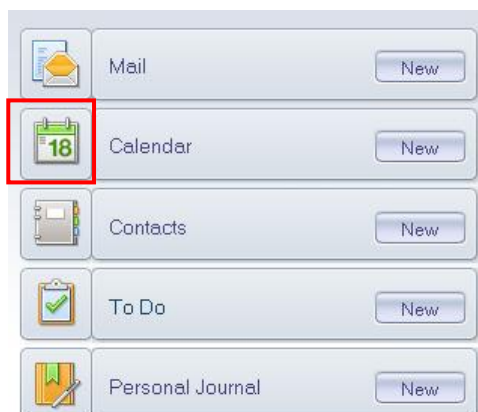 Mail New
18 Calendar New
Contacts New
To Do New
Personal Journal New